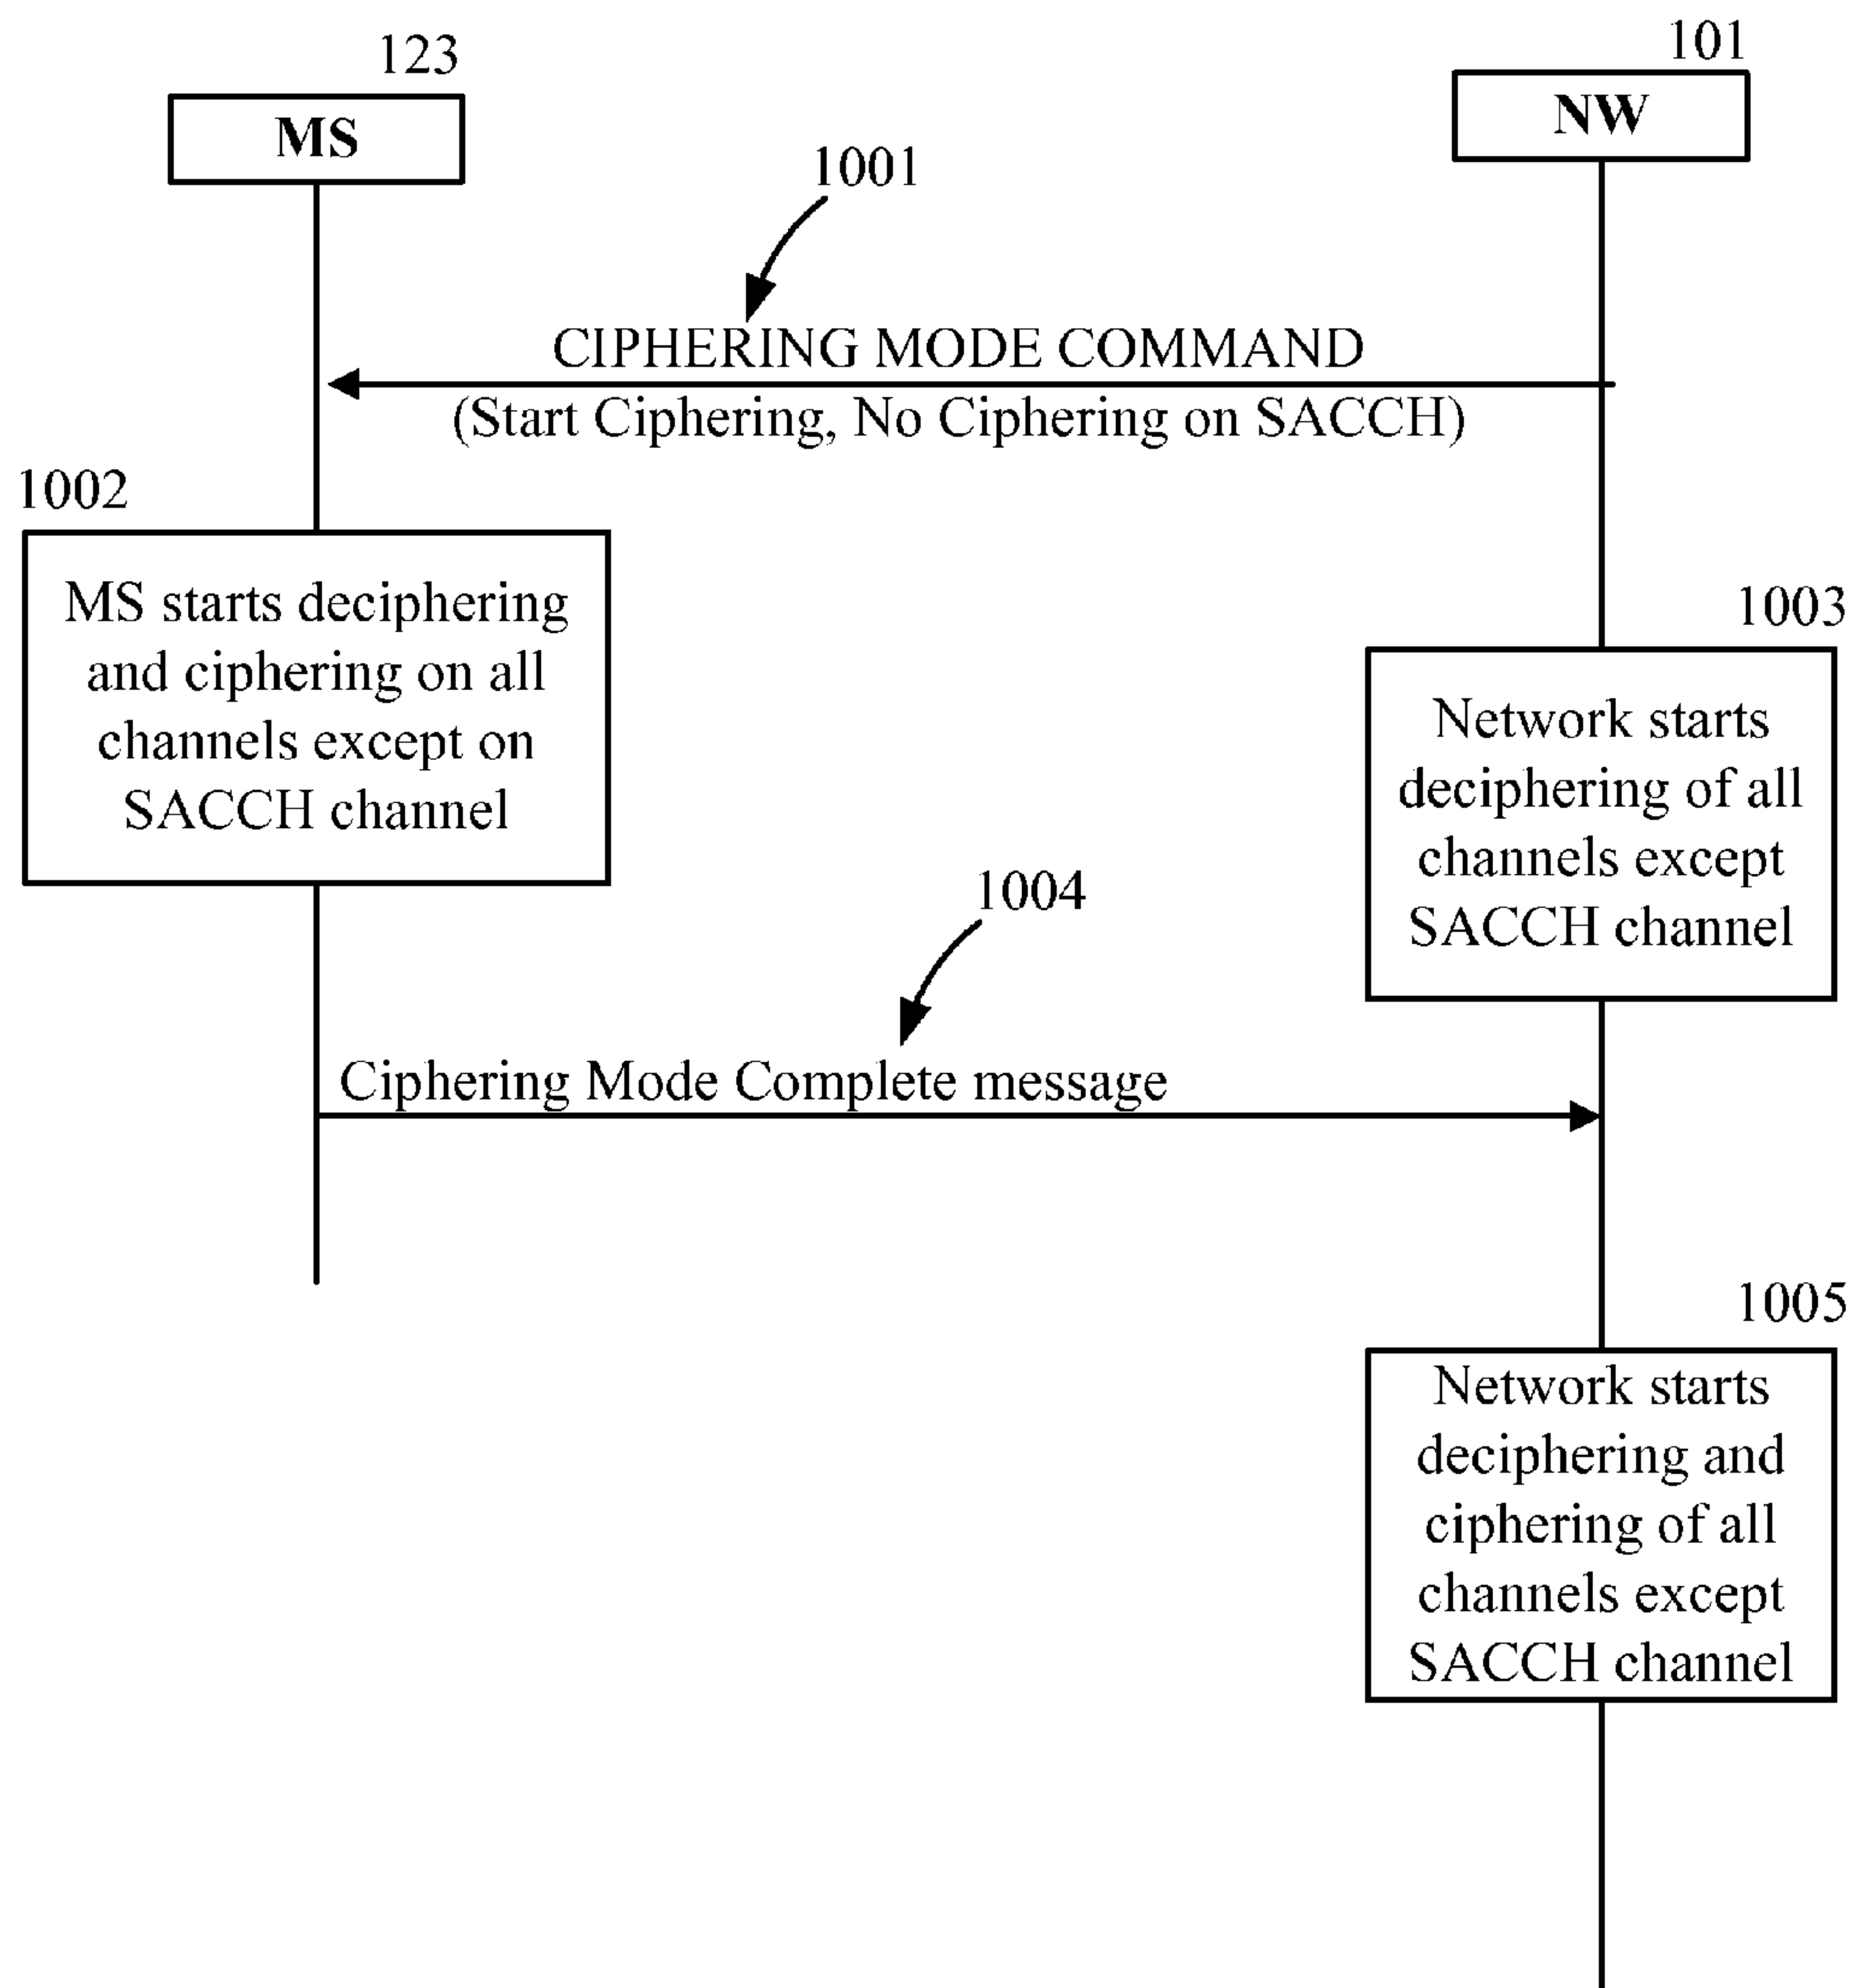 123
MS
101
NW
1001
CIPHERING MODE COMMAND
(Start Ciphering, No Ciphering on SACCH)
1002
MS starts deciphering
and ciphering on all
channels except on
SACCH channel
1003
Network starts
deciphering of all
channels except
SACCH channel
1004
Ciphering Mode Complete message
1005
Network starts
deciphering and
ciphering of all
channels except
SACCH channel